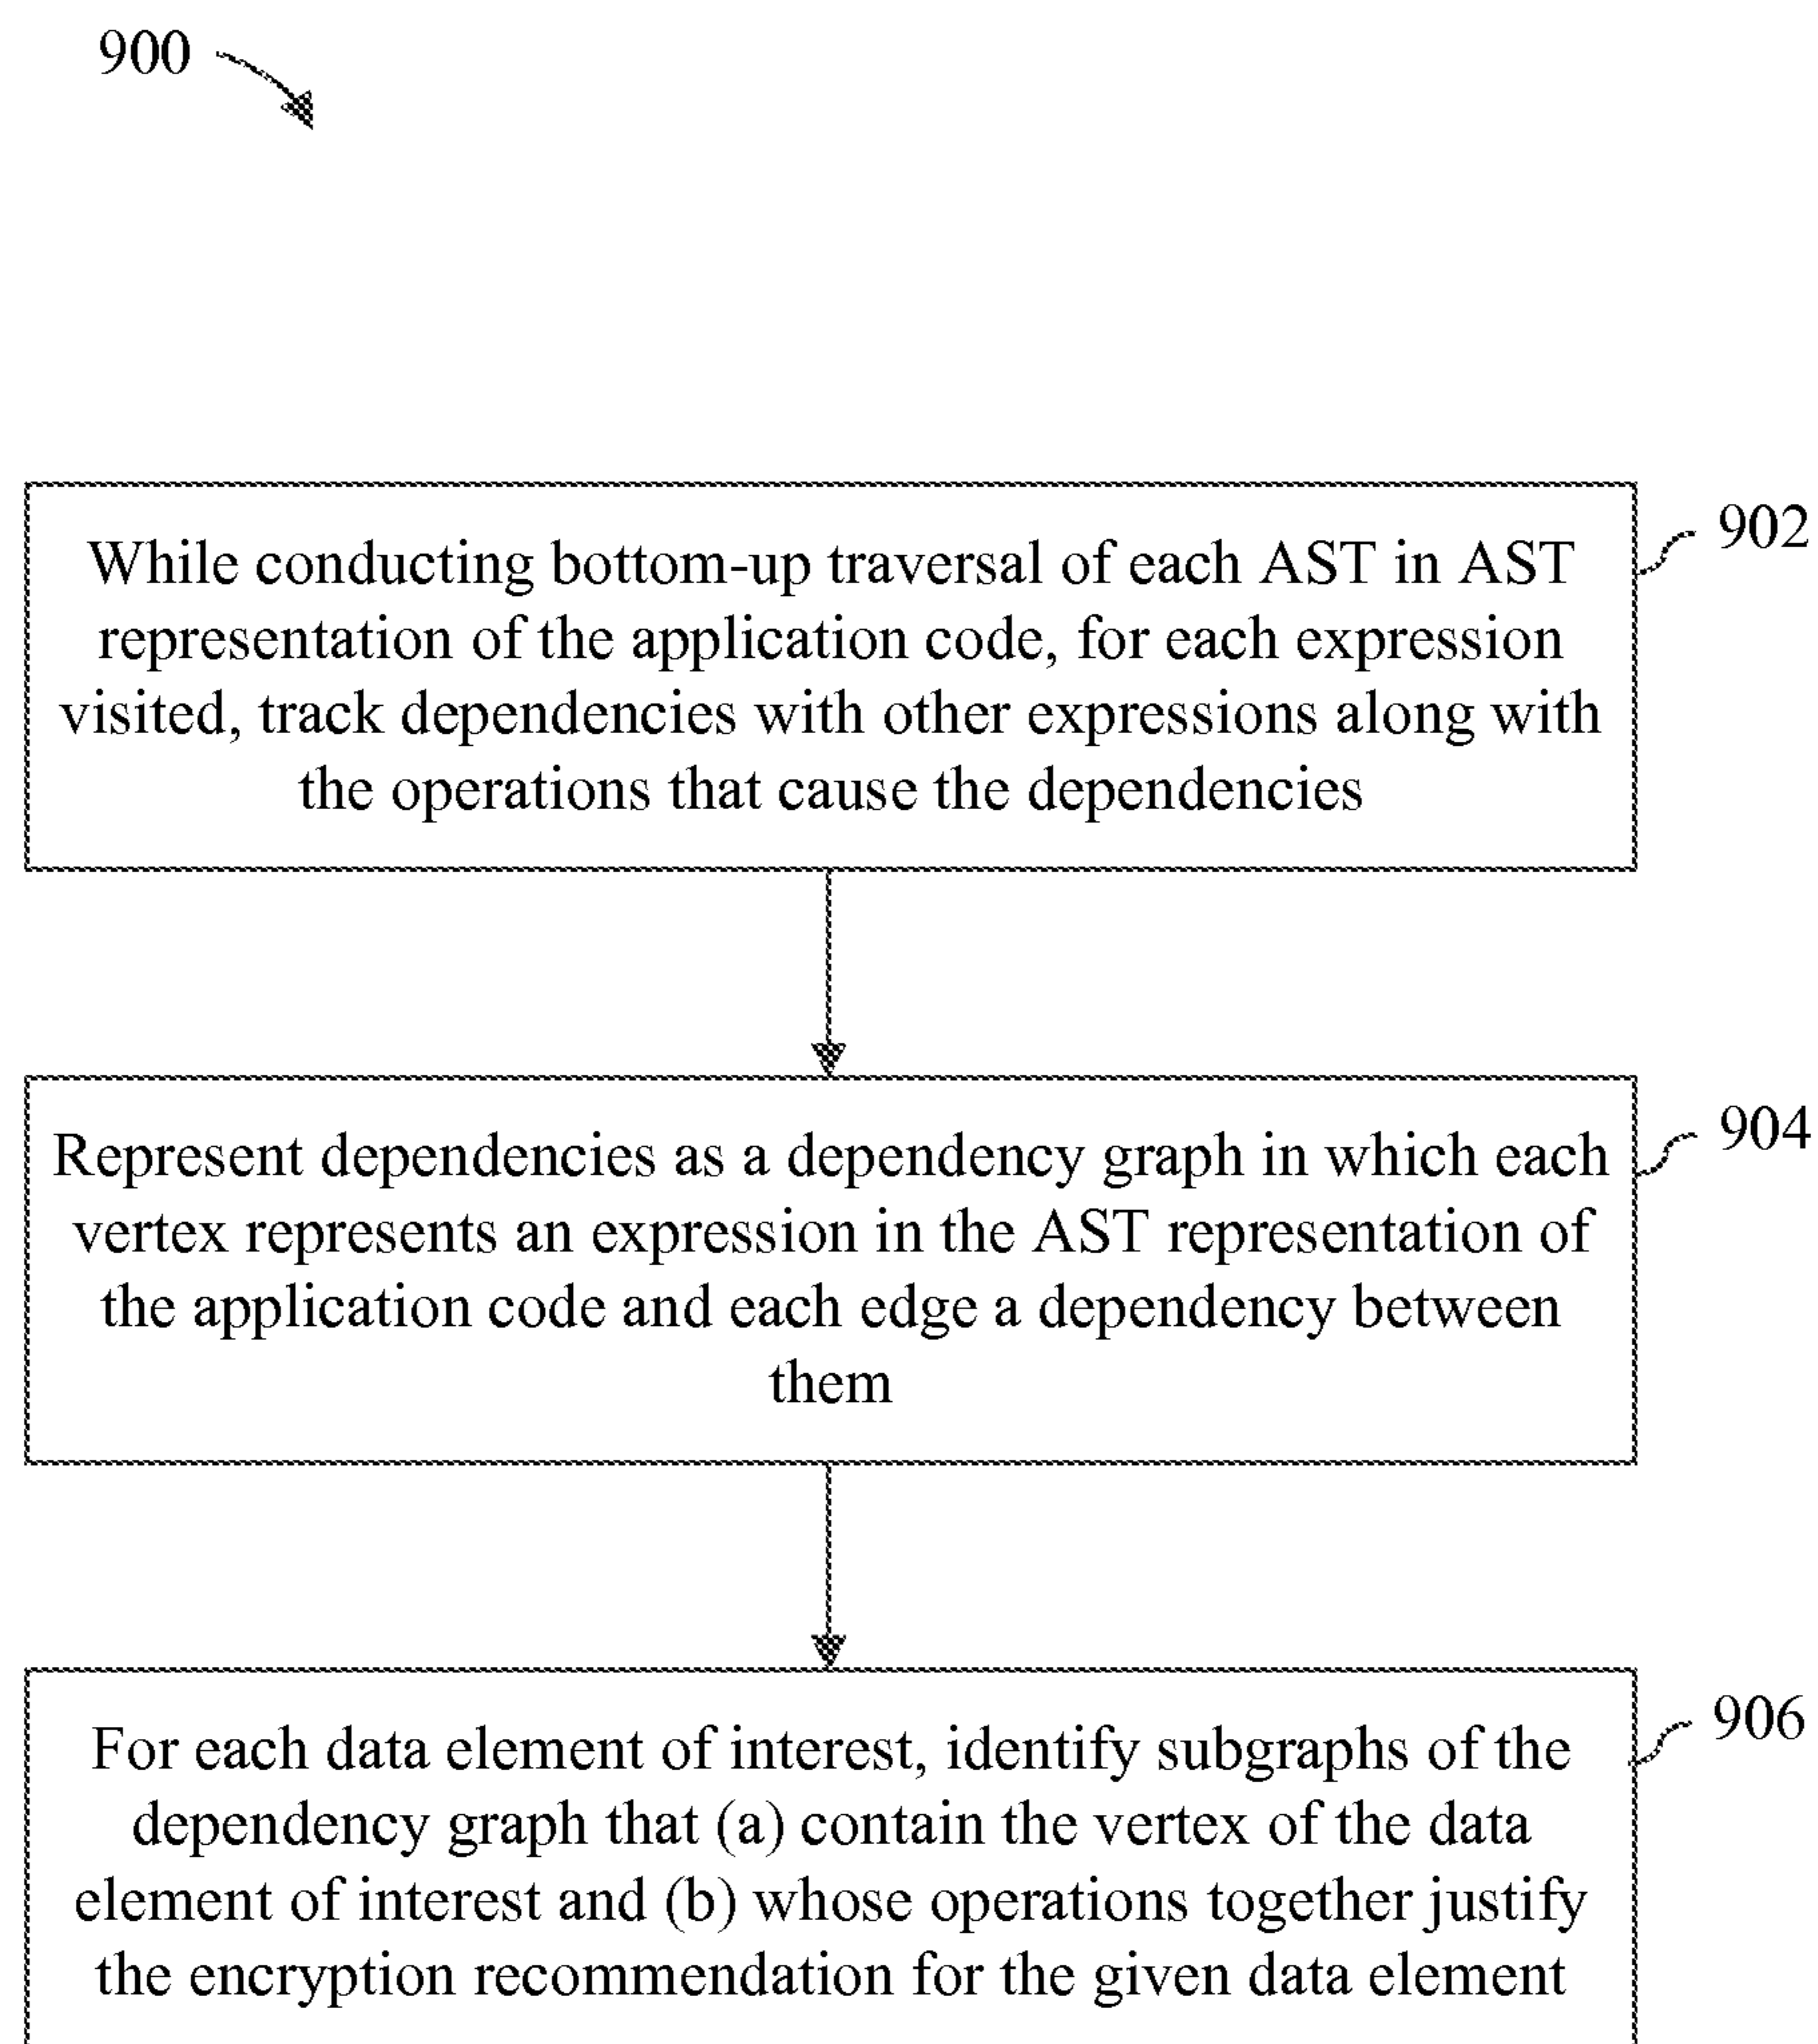 900
While conducting bottom-up traversal of each AST in AST
representation of the application code, for each expression
visited, track dependencies with other expressions along with
the operations that cause the dependencies
902
Represent dependencies as a dependency graph in which each
vertex represents an expression in the AST representation of
the application code and each edge a dependency between
them
904
For each data element of interest, identify subgraphs of the
dependency graph that (a) contain the vertex of the data
element of interest and (b) whose operations together justify
the encryption recommendation for the given data element
906